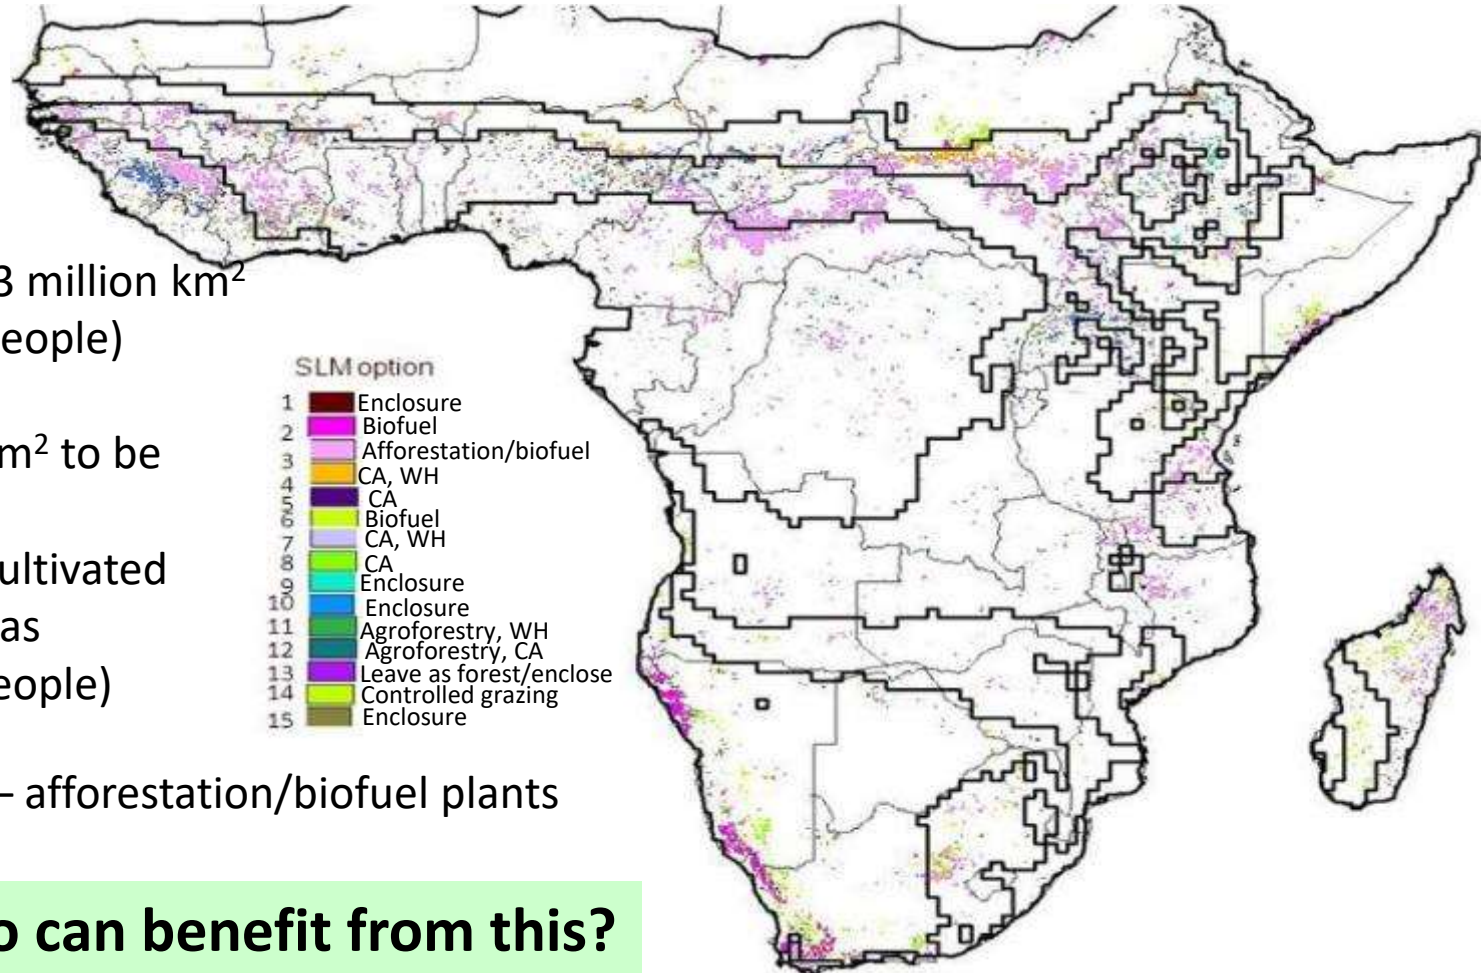 3 million km²
eople)
m² to be
ultivated
as
eople)
– afforestation/biofuel plants
o can benefit from this?
SLM option
1 Enclosure
2 Biofuel
3 Afforestation/biofuel
4 CA, WH
5 CA
6 Biofuel
7 CA, WH
8 CA
9 Enclosure
10 Enclosure
11 Agroforestry, WH
12 Agroforestry, CA
13 Leave as forest/enclose
14 Controlled grazing
15 Enclosure